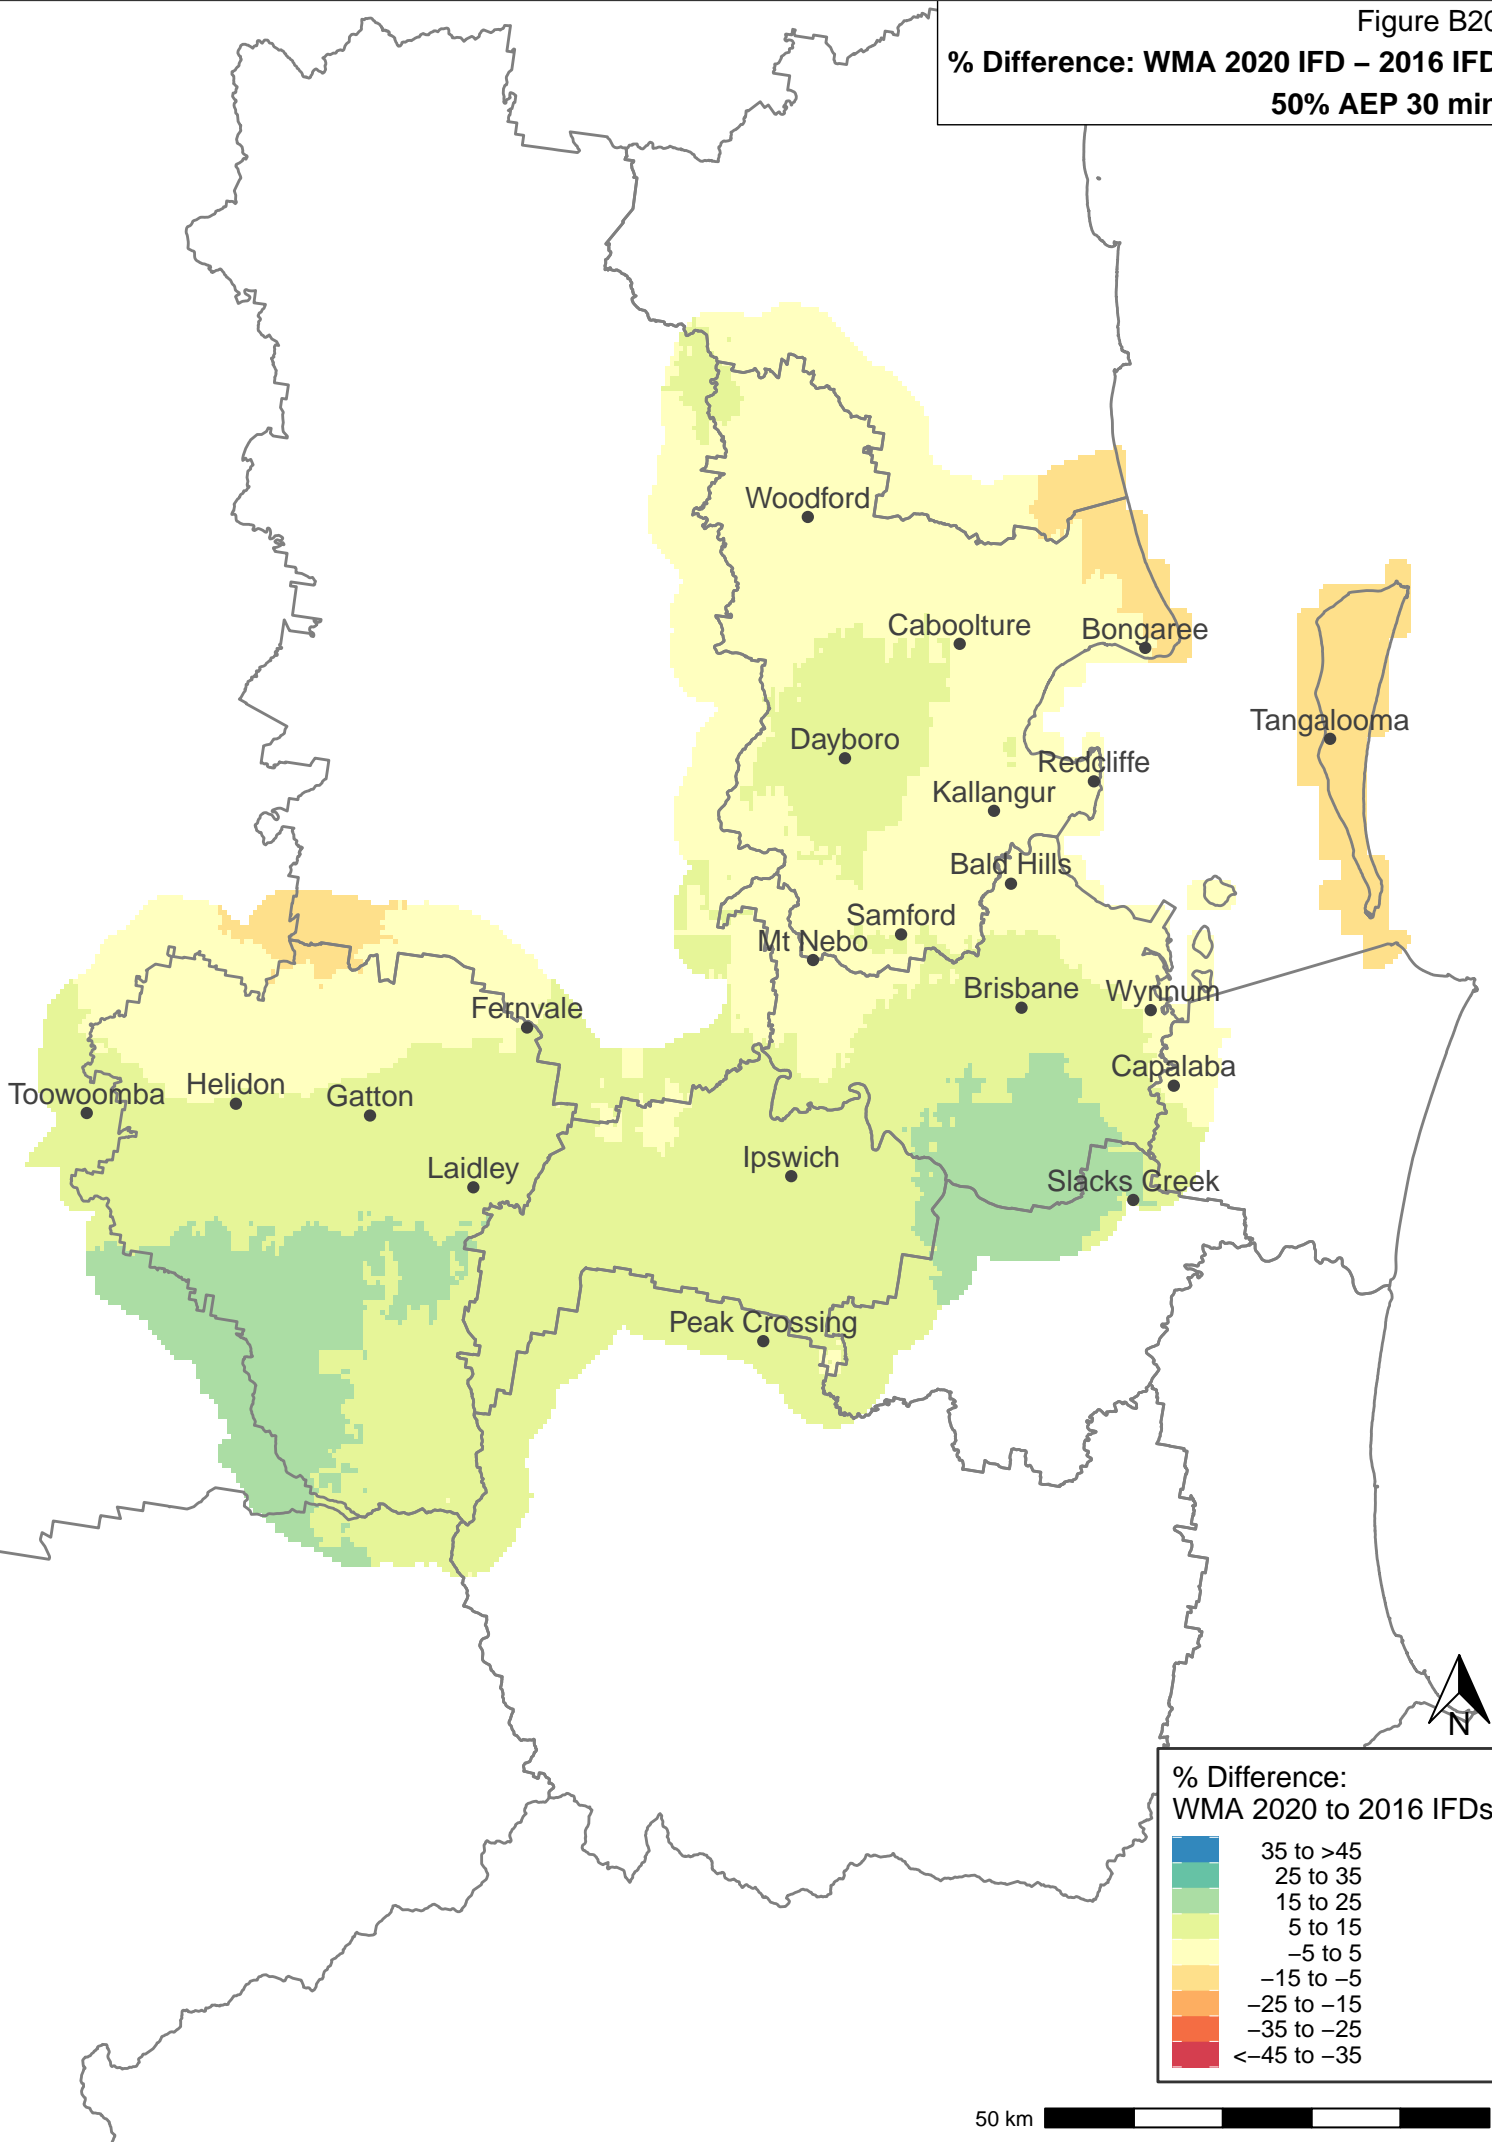 Figure B20
% Difference: WMA 2020 IFD – 2016 IFD
50% AEP 30 min
Woodford
Caboolture
Bongaree
Tangalooma
Dayboro
Redcliffe
Kallangur
Bald Hills
Samford
Mt Nebo
Brisbane
Wynnum
Fernvale
Capalaba
Toowoomba
Helidon
Gatton
Ipswich
Laidley
Slacks Creek
Peak Crossing
N
% Difference:
WMA 2020 to 2016 IFDs
35 to >45
25 to 35
15 to 25
5 to 15
−5 to 5
−15 to −5
−25 to −15
−35 to −25
<−45 to −35
50 km